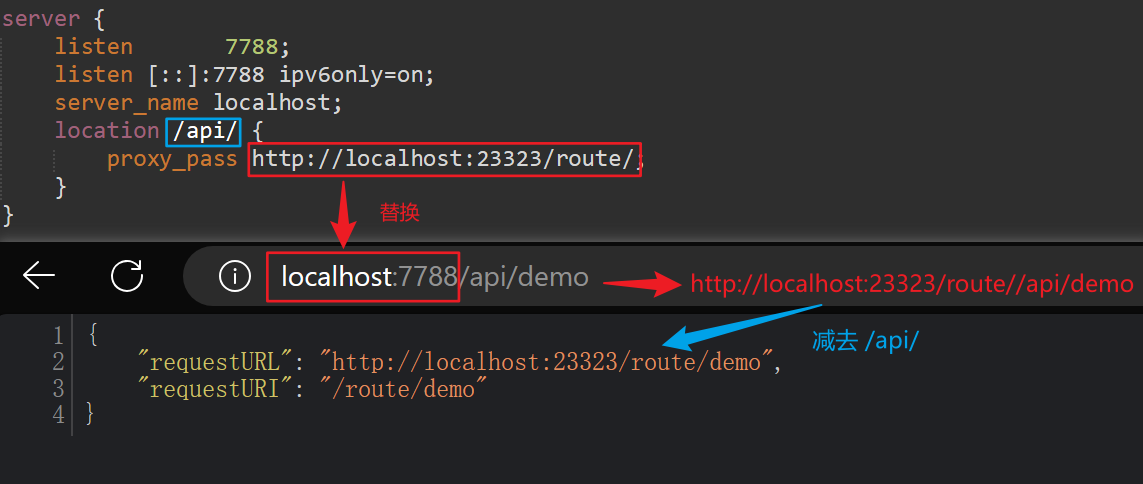 server {
    listen       7788;
    listen [::]:7788 ipv6only=on;
    server_name localhost;
    location /api/ {
        proxy_pass http://localhost:23323/route/;
    }
}
替换
localhost:7788/api/demo
http://localhost:23323/route//api/demo
减去 /api/
1 {
2     "requestURL": "http://localhost:23323/route/demo",
3     "requestURI": "/route/demo"
4 }